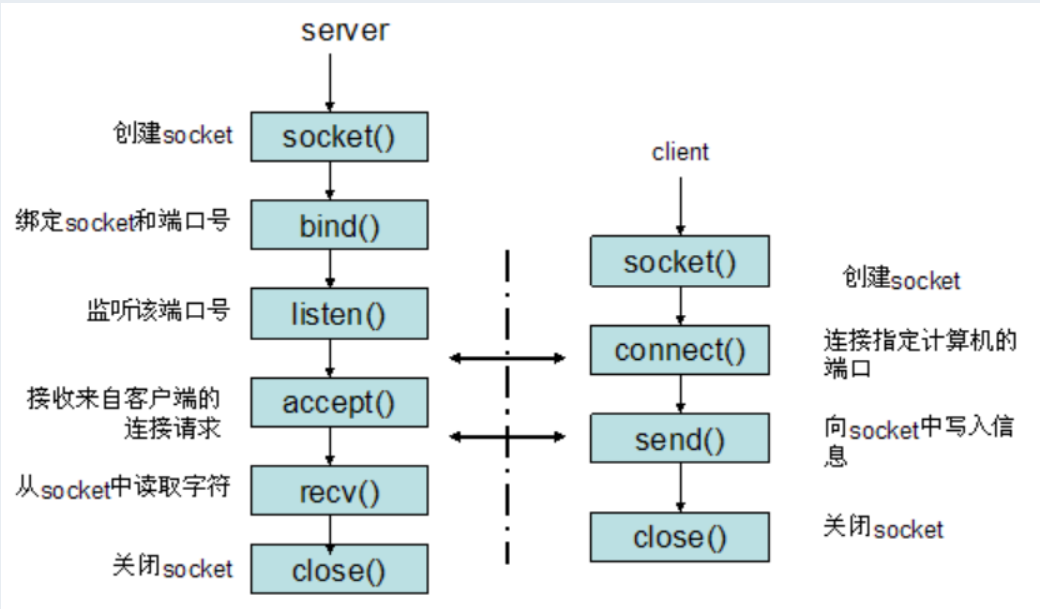 server
创建socket
socket()
绑定socket和端口号
bind()
监听该端口号
listen()
接收来自客户端的
连接请求
accept()
从socket中读取字符
recv()
关闭socket
close()
client
socket()
创建socket
connect()
连接指定计算机的
端口
send()
向socket中写入信
息
close()
关闭socket